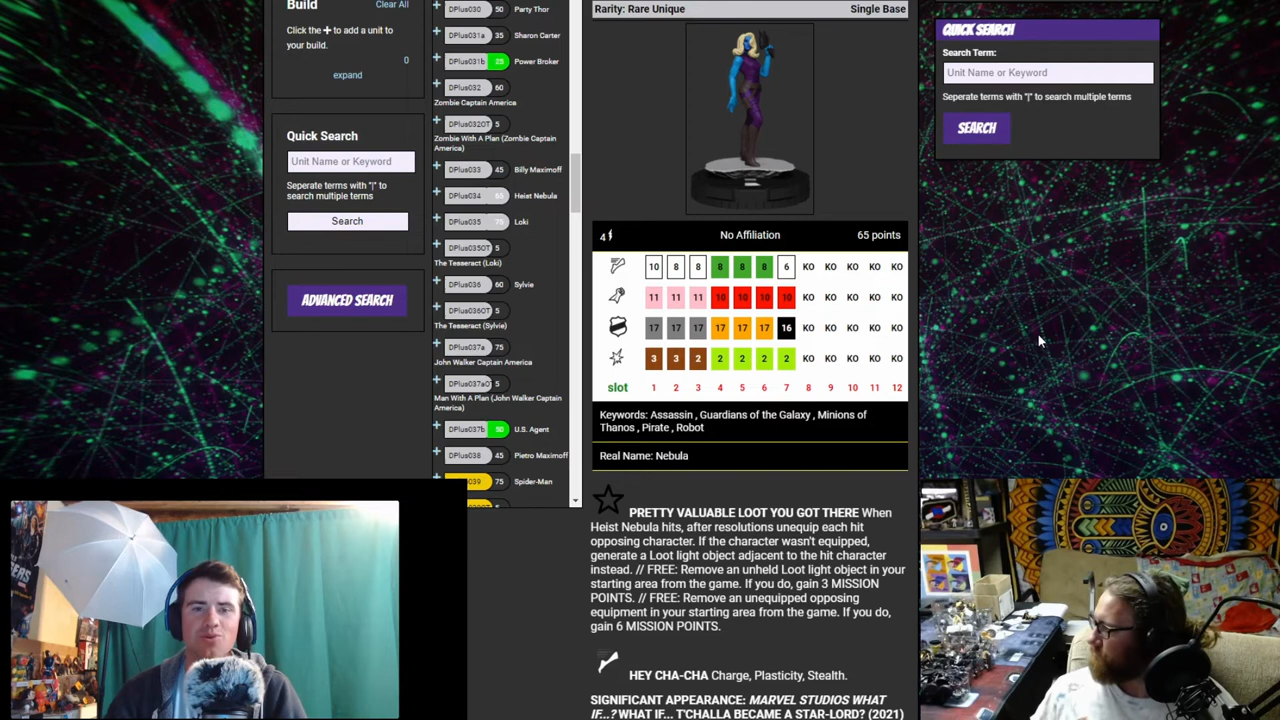 Build
Clear All
Click the + to add a unit to
your build.
0
expand
Quick Search
Unit Name or Keyword
Seperate terms with "|" to
search multiple terms
Search
ADVANCED SEARCH
DPlus030 50 Party Thor
DPlus031a 35 Sharon Carter
DPlus031b 25 Power Broker
DPlus032 60
Zombie Captain America
DPlus032OT 5
Zombie With A Plan (Zombie Captain
America)
DPlus033 45 Billy Maximoff
DPlus034 65 Heist Nebula
DPlus035 75 Loki
DPlus035OT 5
The Tesseract (Loki)
DPlus036 60 Sylvie
DPlus036OT 5
The Tesseract (Sylvie)
DPlus037a 75
John Walker Captain America
DPlus037aO 5
Man With A Plan (John Walker Captain
America)
DPlus037b 50 U.S. Agent
DPlus038 45 Pietro Maximoff
039 75 Spider-Man
Rarity: Rare Unique Single Base
4 No Affiliation 65 points
10 8 8 8 8 8 6 KO KO KO KO KO
11 11 11 10 10 10 10 KO KO KO KO KO
17 17 17 17 17 17 16 KO KO KO KO KO
3 3 2 2 2 2 2 KO KO KO KO KO
slot 1 2 3 4 5 6 7 8 9 10 11 12
Keywords: Assassin , Guardians of the Galaxy , Minions of
Thanos , Pirate , Robot
Real Name: Nebula
PRETTY VALUABLE LOOT YOU GOT THERE When
Heist Nebula hits, after resolutions unequip each hit
opposing character. If the character wasn't equipped,
generate a Loot light object adjacent to the hit character
instead. // FREE: Remove an unheld Loot light object in your
starting area from the game. If you do, gain 3 MISSION
POINTS. // FREE: Remove an unequipped opposing
equipment in your starting area from the game. If you do,
gain 6 MISSION POINTS.
HEY CHA-CHA Charge, Plasticity, Stealth.
SIGNIFICANT APPEARANCE: MARVEL STUDIOS WHAT
IF...? WHAT IF... T'CHALLA BECAME A STAR-LORD? (2021)
QUICK SEARCH
Search Term:
Unit Name or Keyword
Seperate terms with "|" to search multiple terms
SEARCH